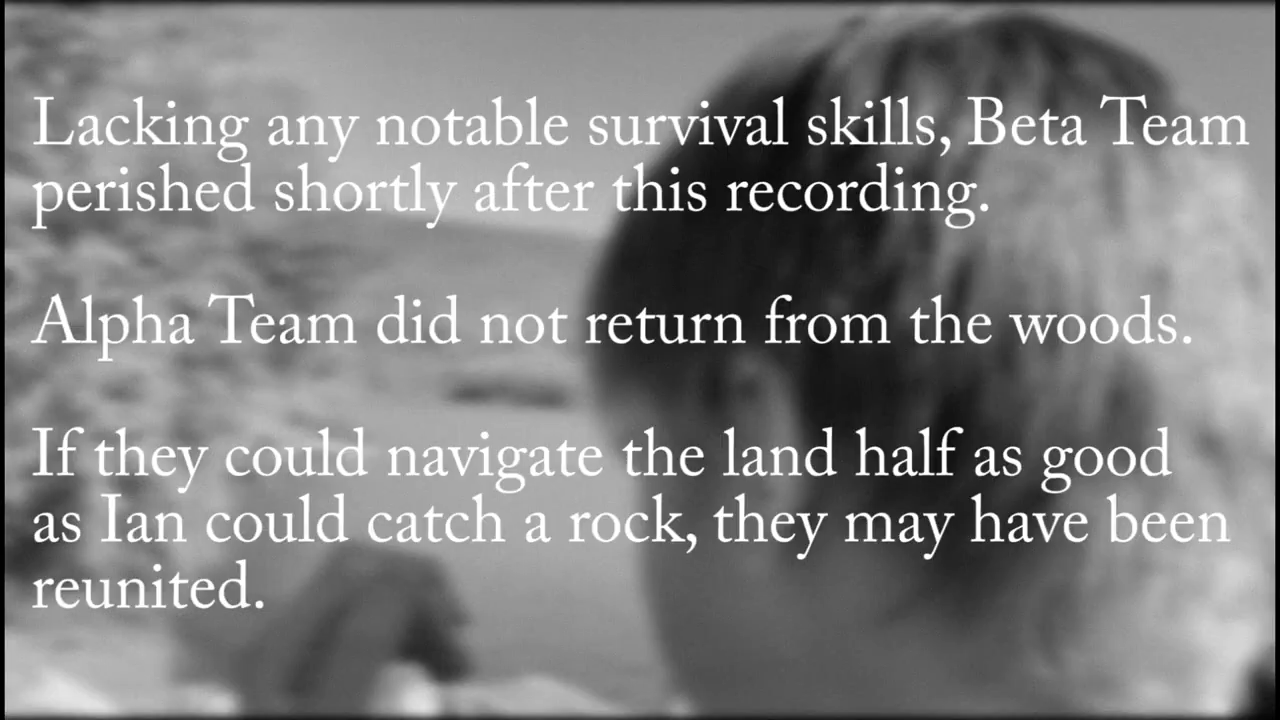 Lacking any notable survival skills, Beta Team
perished shortly after this recording.
Alpha Team did not return from the woods.
If they could navigate the land half as good
as Ian could catch a rock, they may have been
reunited.